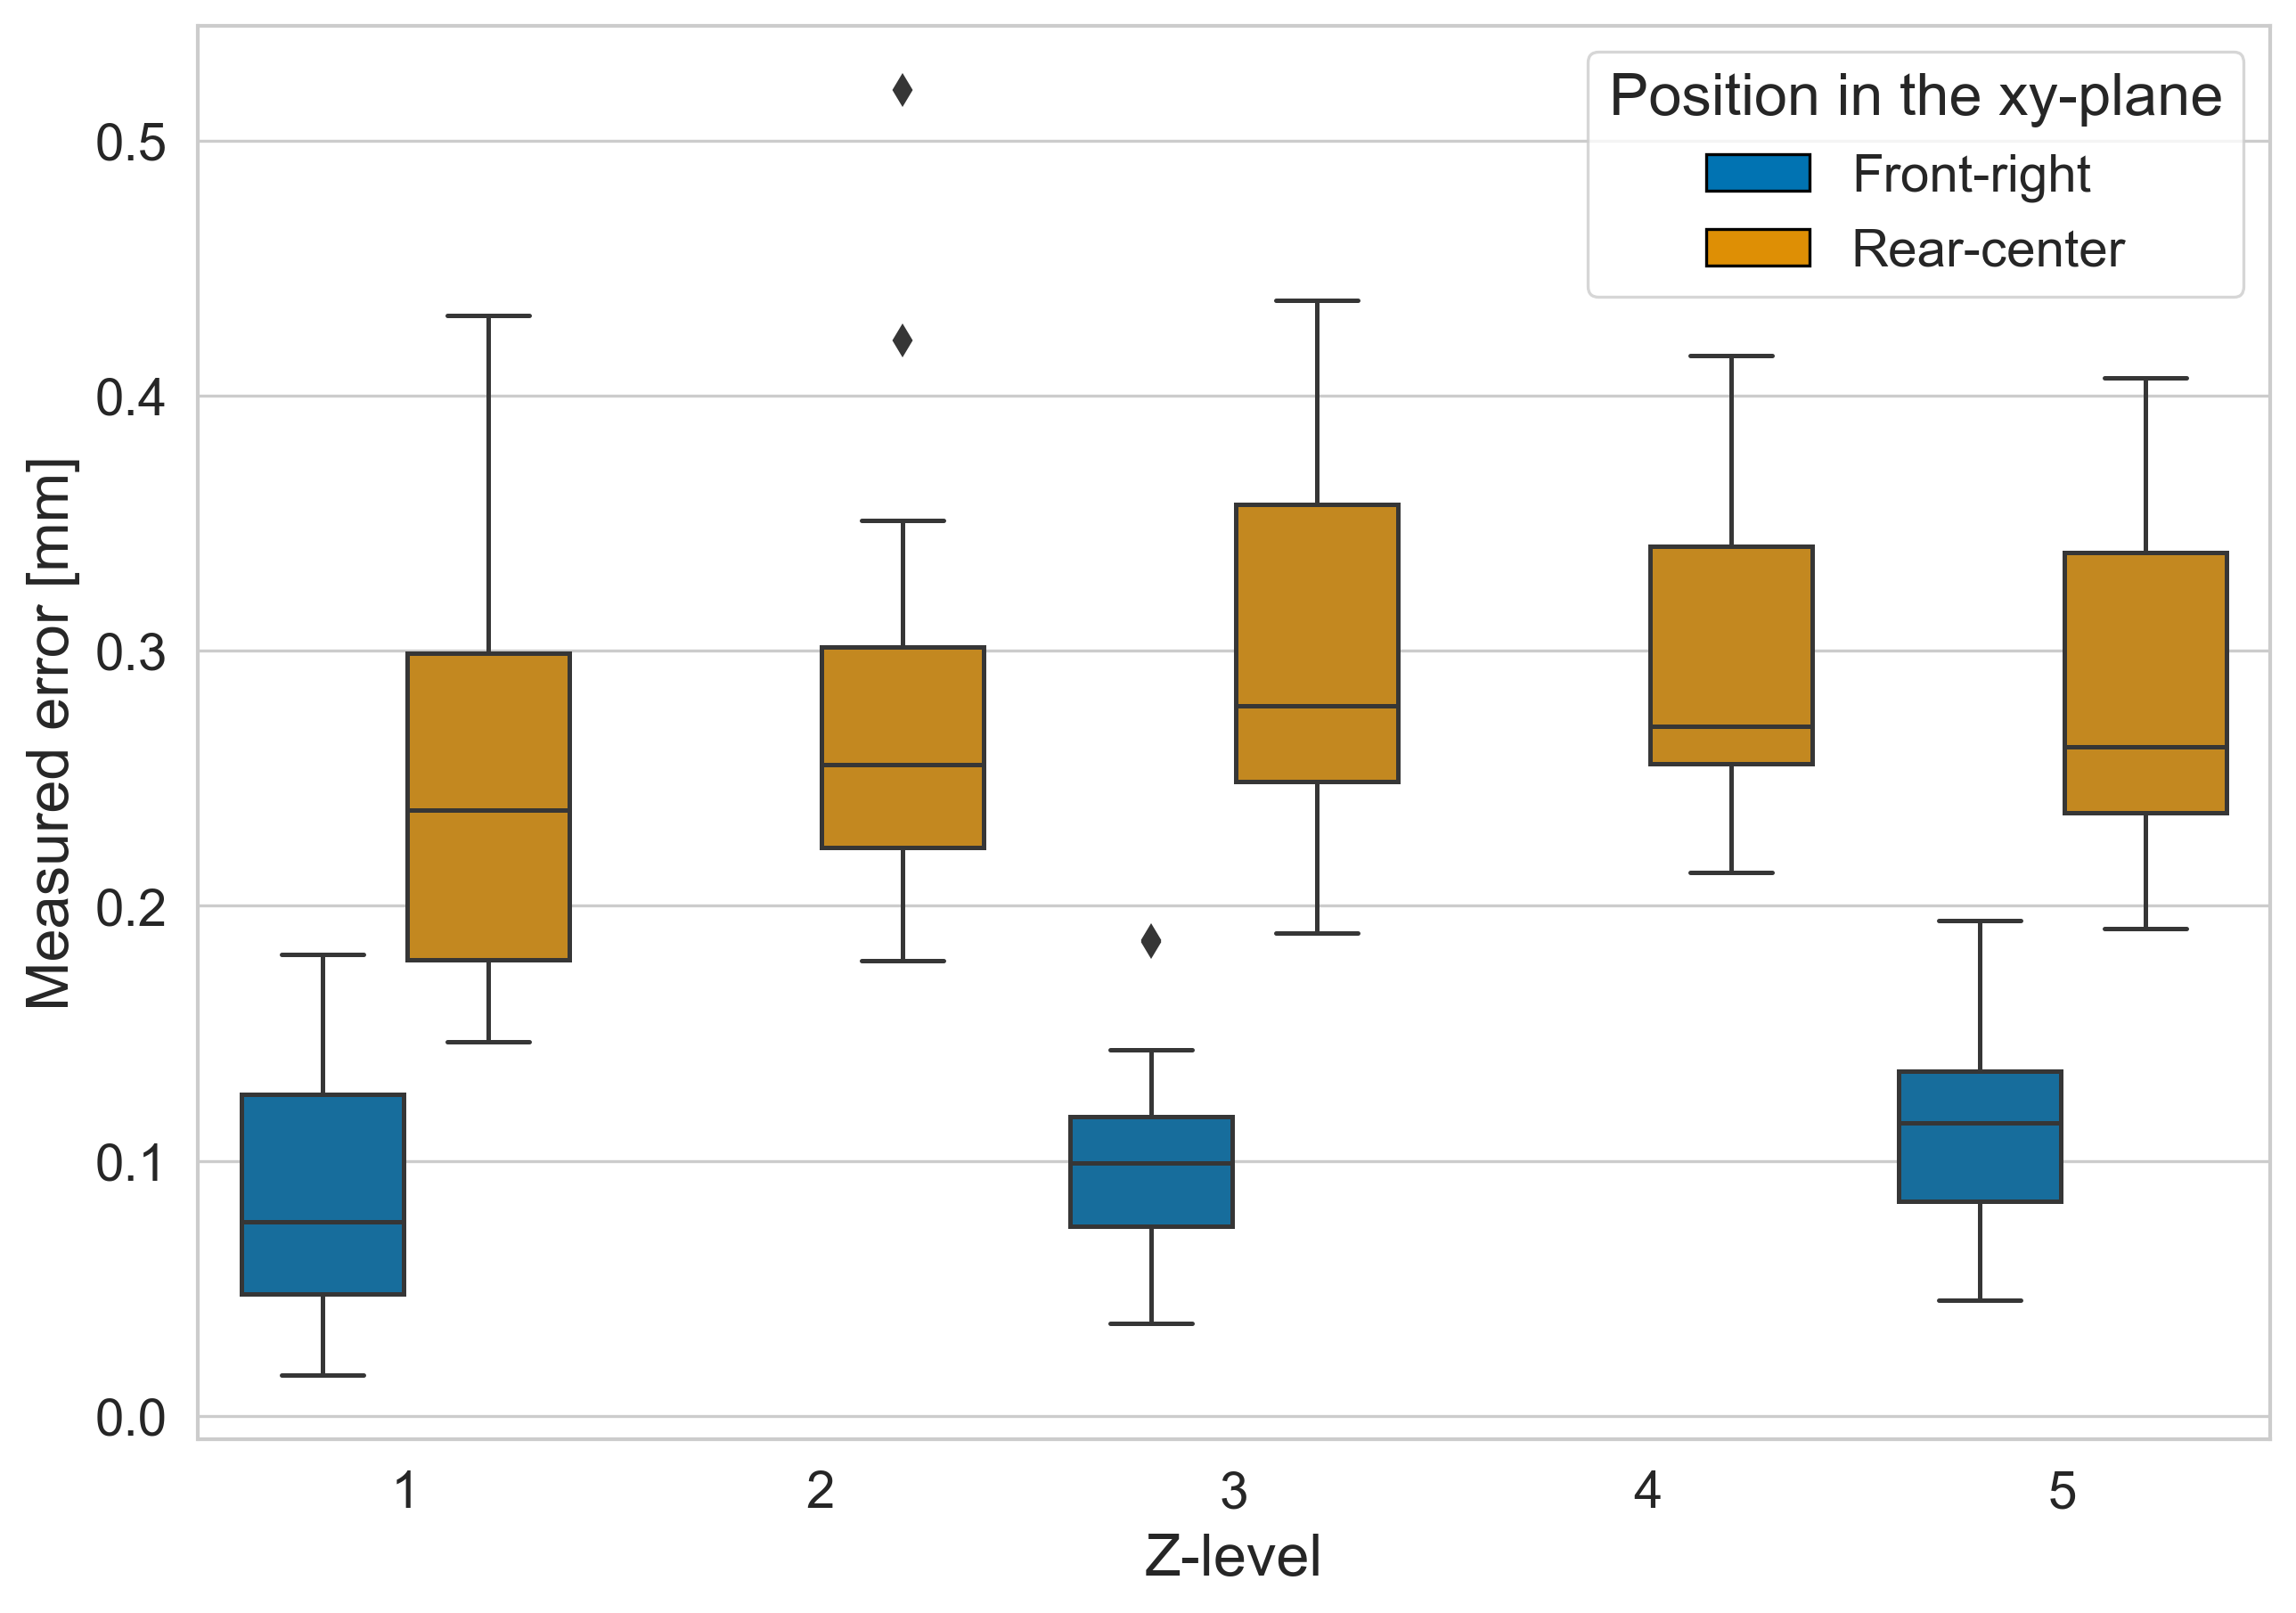 Position in the xy-plane
Front-right
Rear-center
Measured error [mm]
0.5
0.4
0.3
0.2
0.1
0.0
1 2 3 4 5
Z-level